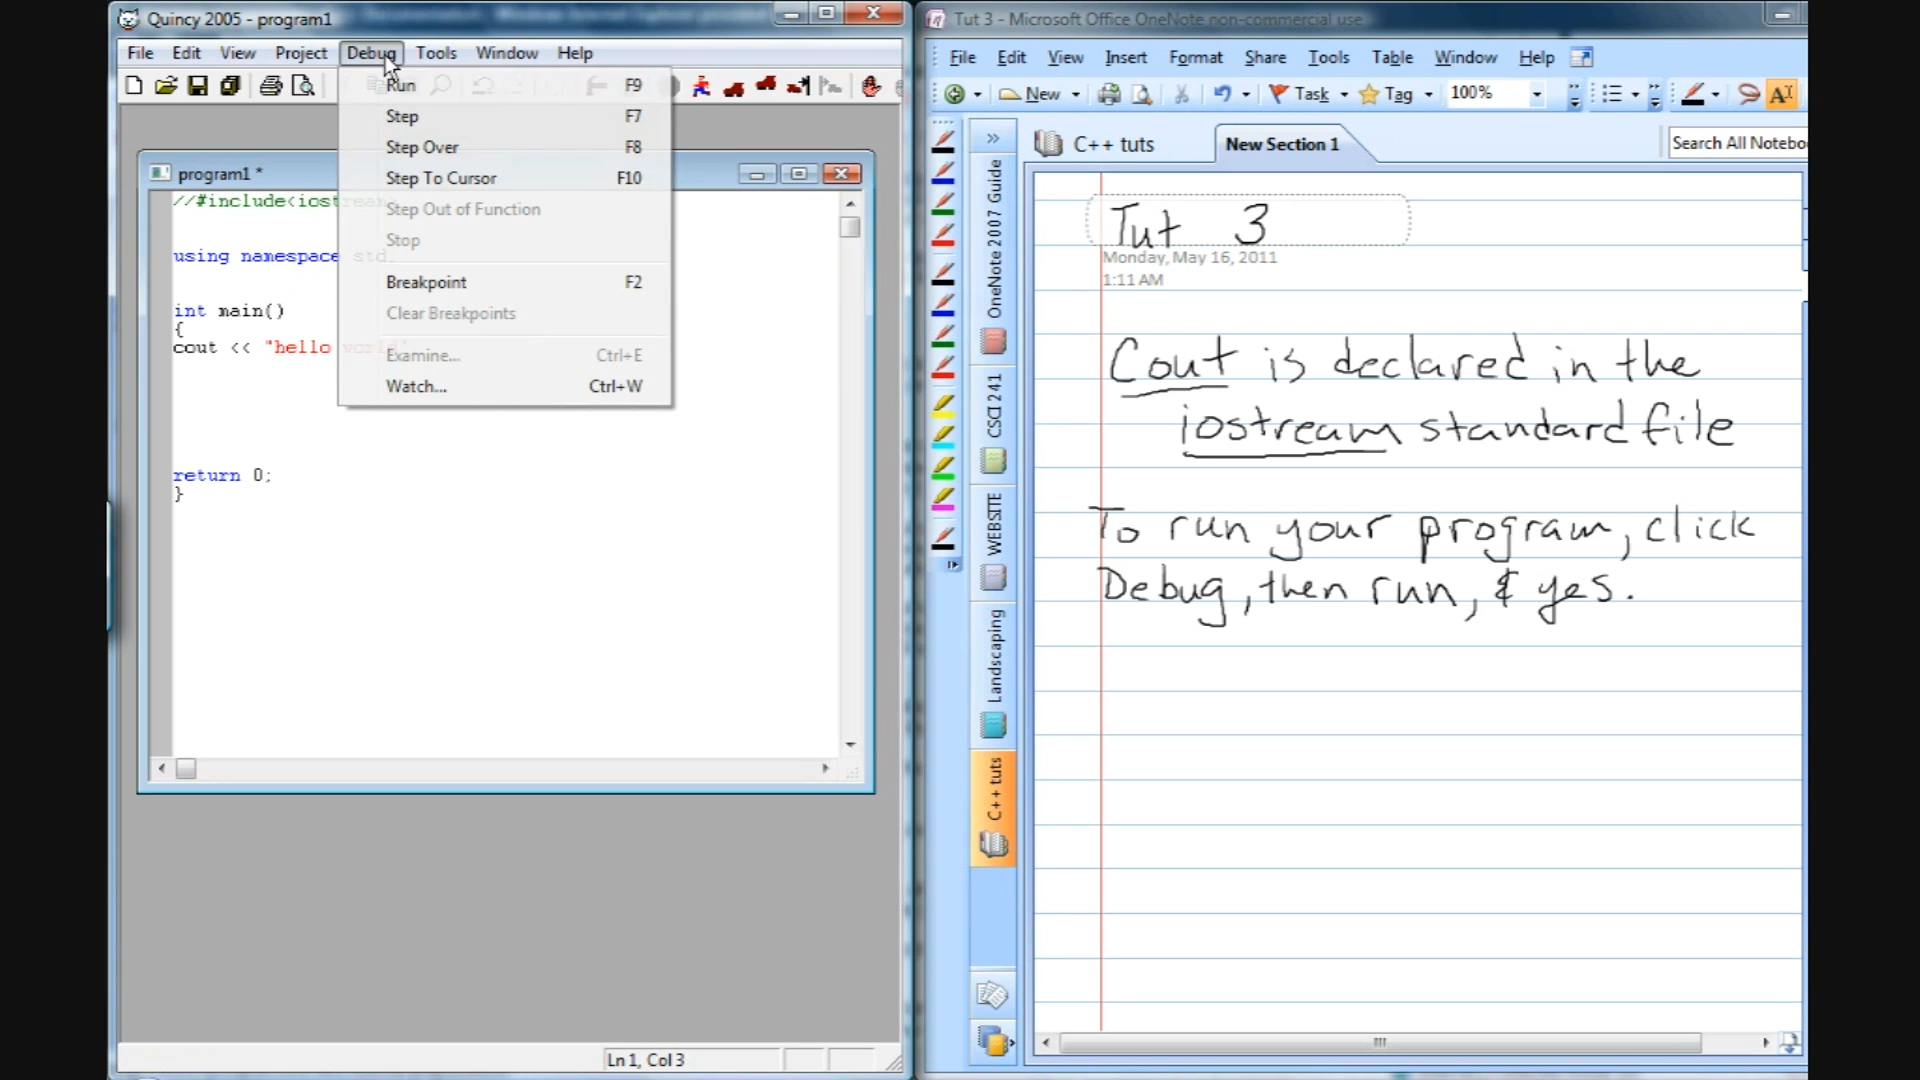 Quincy 2005 - program1
File Edit View Project Debug Tools Window Help
Run F9
Step F7
Step Over F8
Step To Cursor F10
Step Out of Function
Stop
Breakpoint F2
Clear Breakpoints
Examine... Ctrl+E
Watch... Ctrl+W
program1 *
//#include<iostream
using namespace std
int main()
{
cout << "hello world"
return 0;
}
Ln 1, Col 3
Tut 3 - Microsoft Office OneNote non-commercial use
File Edit View Insert Format Share Tools Table Window Help
New Task Tag 100%
C++ tuts New Section 1 Search All Notebo
OneNote 2007 Guide
CSCI 241
WEBSITE
Landscaping
C++ tuts
Tut 3
Monday, May 16, 2011
1:11 AM
Cout is declared in the
iostream standard file
To run your program, click
Debug, then run, & yes.